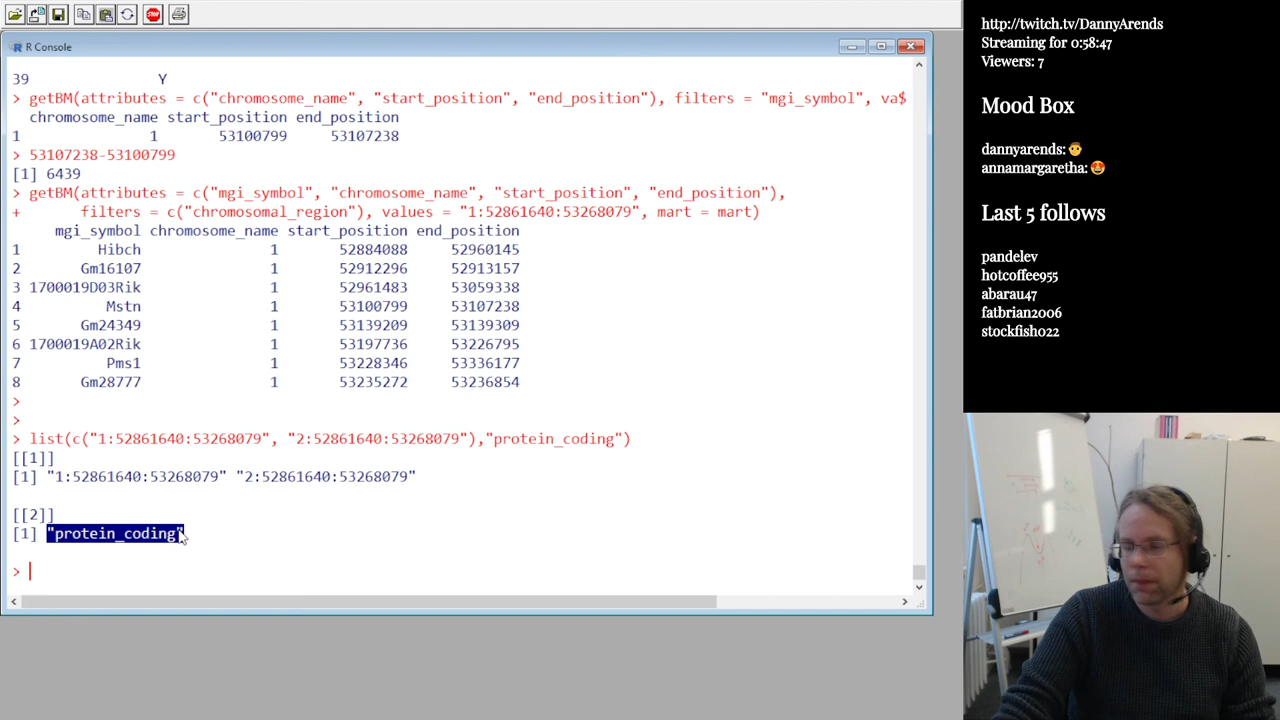 STOP
R Console
39 Y
> getBM(attributes = c("chromosome_name", "start_position", "end_position"), filters = "mgi_symbol", va$
chromosome_name start_position end_position
1 1 53100799 53107238
> 53107238-53100799
[1] 6439
> getBM(attributes = c("mgi_symbol", "chromosome_name", "start_position", "end_position"),
+ filters = c("chromosomal_region"), values = "1:52861640:53268079", mart = mart)
mgi_symbol chromosome_name start_position end_position
1 Hibch 1 52884088 52960145
2 Gm16107 1 52912296 52913157
3 1700019D03Rik 1 52961483 53059338
4 Mstn 1 53100799 53107238
5 Gm24349 1 53139209 53139309
6 1700019A02Rik 1 53197736 53226795
7 Pms1 1 53228346 53336177
8 Gm28777 1 53235272 53236854
>
>
> list(c("1:52861640:53268079", "2:52861640:53268079"),"protein_coding")
[[1]]
[1] "1:52861640:53268079" "2:52861640:53268079"
[[2]]
[1] "protein_coding"
>
http://twitch.tv/DannyArends
Streaming for 0:58:47
Viewers: 7
Mood Box
dannyarends:
annamargaretha:
Last 5 follows
pandelev
hotcoffee955
abarau47
fatbrian2006
stockfish022